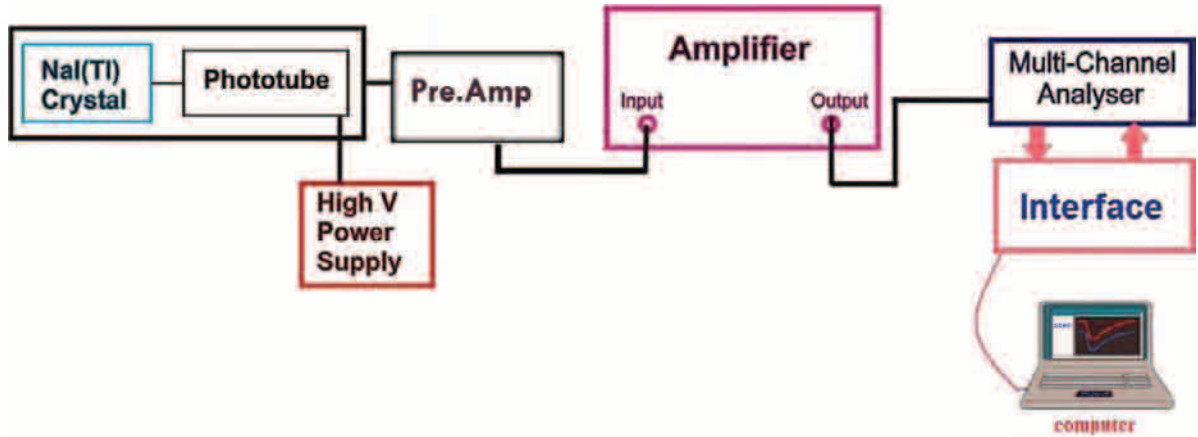 NaI(Tl)
Crystal
Phototube
Pre.Amp
High V
Power
Supply
Amplifier
Input
Output
Multi-Channel
Analyser
Interface
computer